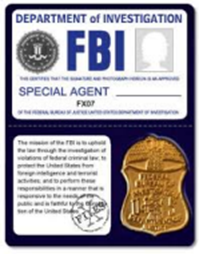 DEPARTMENT of INVESTIGATION
FBI
THIS CERTIFIES THAT THE SIGNATURE AND PHOTOGRAPH HEREON IS AN APPROVED
SPECIAL AGENT
FX07
OF THE FEDERAL BUREAU OF JUSTICE UNITED STATES DEPARTMENT OF INVESTIGATION
The mission of the FBI is to uphold
the law through the investigation of
violations of federal criminal law; to
protect the United States from
foreign intelligence and terrorist
activities; and to perform these
responsibilities in a manner that is
responsive to the needs of the
public and is faithful to the
tion of the United